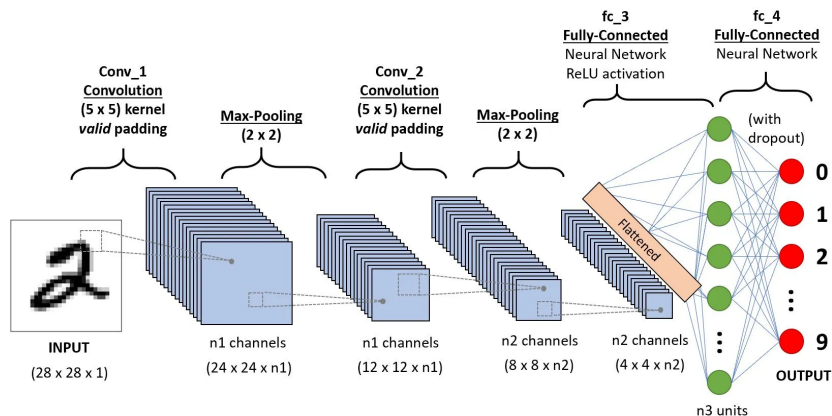 fc_3
Fully-Connected
Neural Network
ReLU activation
fc_4
Fully-Connected
Neural Network
Conv_1
Convolution
(5 x 5) kernel
valid padding
Max-Pooling
(2 x 2)
Conv_2
Convolution
(5 x 5) kernel
valid padding
Max-Pooling
(2 x 2)
(with
dropout)
Flattened
0
1
2
9
OUTPUT
INPUT
(28 x 28 x 1)
n1 channels
(24 x 24 x n1)
n1 channels
(12 x 12 x n1)
n2 channels
(8 x 8 x n2)
n2 channels
(4 x 4 x n2)
n3 units
2